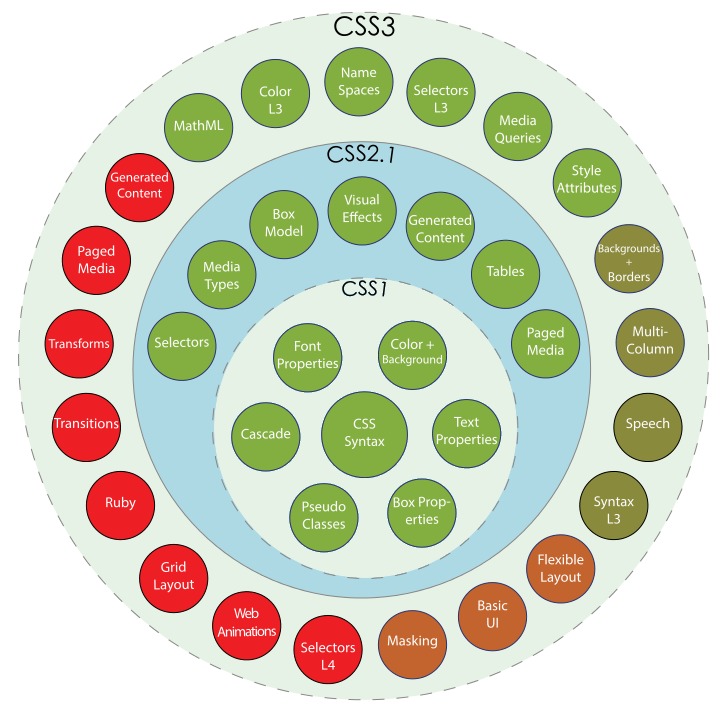 CSS3
Name
Spaces
Selectors
L3
Media
Queries
Style
Attributes
Backgrounds
+
Borders
Multi-
Column
Speech
Syntax
L3
Flexible
Layout
Basic
UI
Masking
Selectors
L4
Web
Animations
Grid
Layout
Ruby
Transitions
Transforms
Paged
Media
Generated
Content
MathML
Color
L3
CSS2.1
Selectors
Media
Types
Box
Model
Visual
Effects
Generated
Content
Tables
Paged
Media
CSS1
Font
Properties
Color +
Background
Cascade
CSS
Syntax
Text
Properties
Pseudo
Classes
Box Prop-
erties